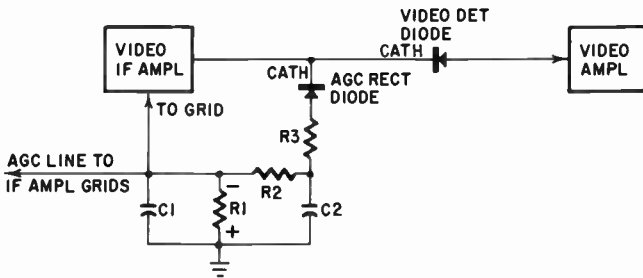 VIDEO DET
DIODE
VIDEO
IF AMPL
CATH
VIDEO
AMPL
CATH
AGC RECT
DIODE
TO GRID
R3
AGC LINE TO
IF AMPL GRIDS
R2
C1
−
R1
+
C2